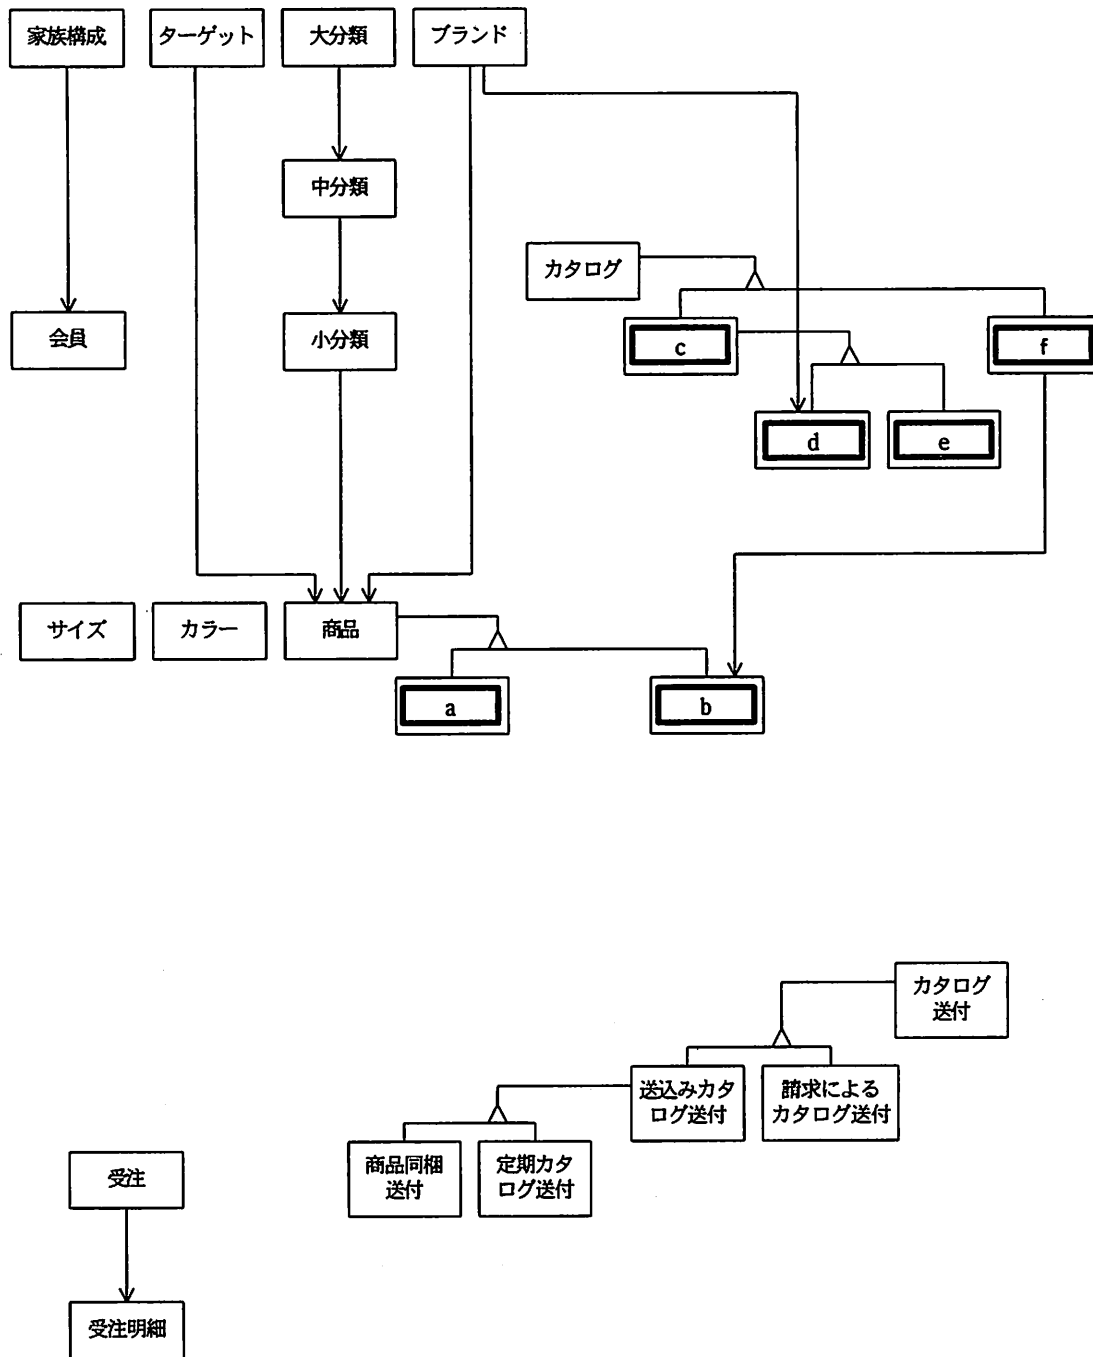 家族構成
ターゲット
大分類
ブランド
中分類
カタログ
会員
小分類
c
f
d
e
サイズ
カラー
商品
a
b
カタログ
送付
送込みカタ
ログ送付
請求による
カタログ送付
商品同梱
送付
定期カタ
ログ送付
受注
受注明細